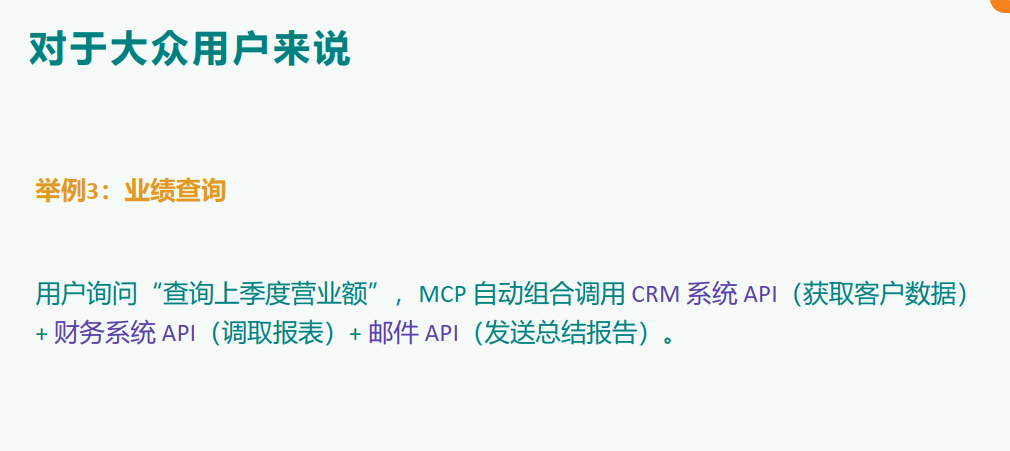 对于大众用户来说
举例3：业绩查询
用户询问“查询上季度营业额”，MCP 自动组合调用 CRM 系统 API（获取客户数据）
+ 财务系统 API（调取报表）+ 邮件 API（发送总结报告）。